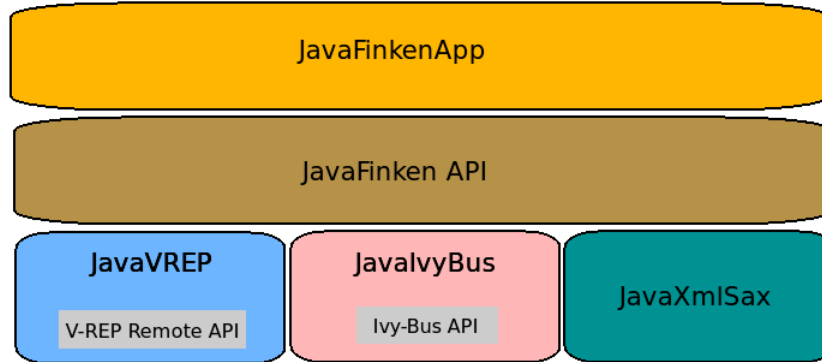 JavaFinkenApp
JavaFinken API
JavaVREP
V-REP Remote API
JavaIvyBus
Ivy-Bus API
JavaXmlSax